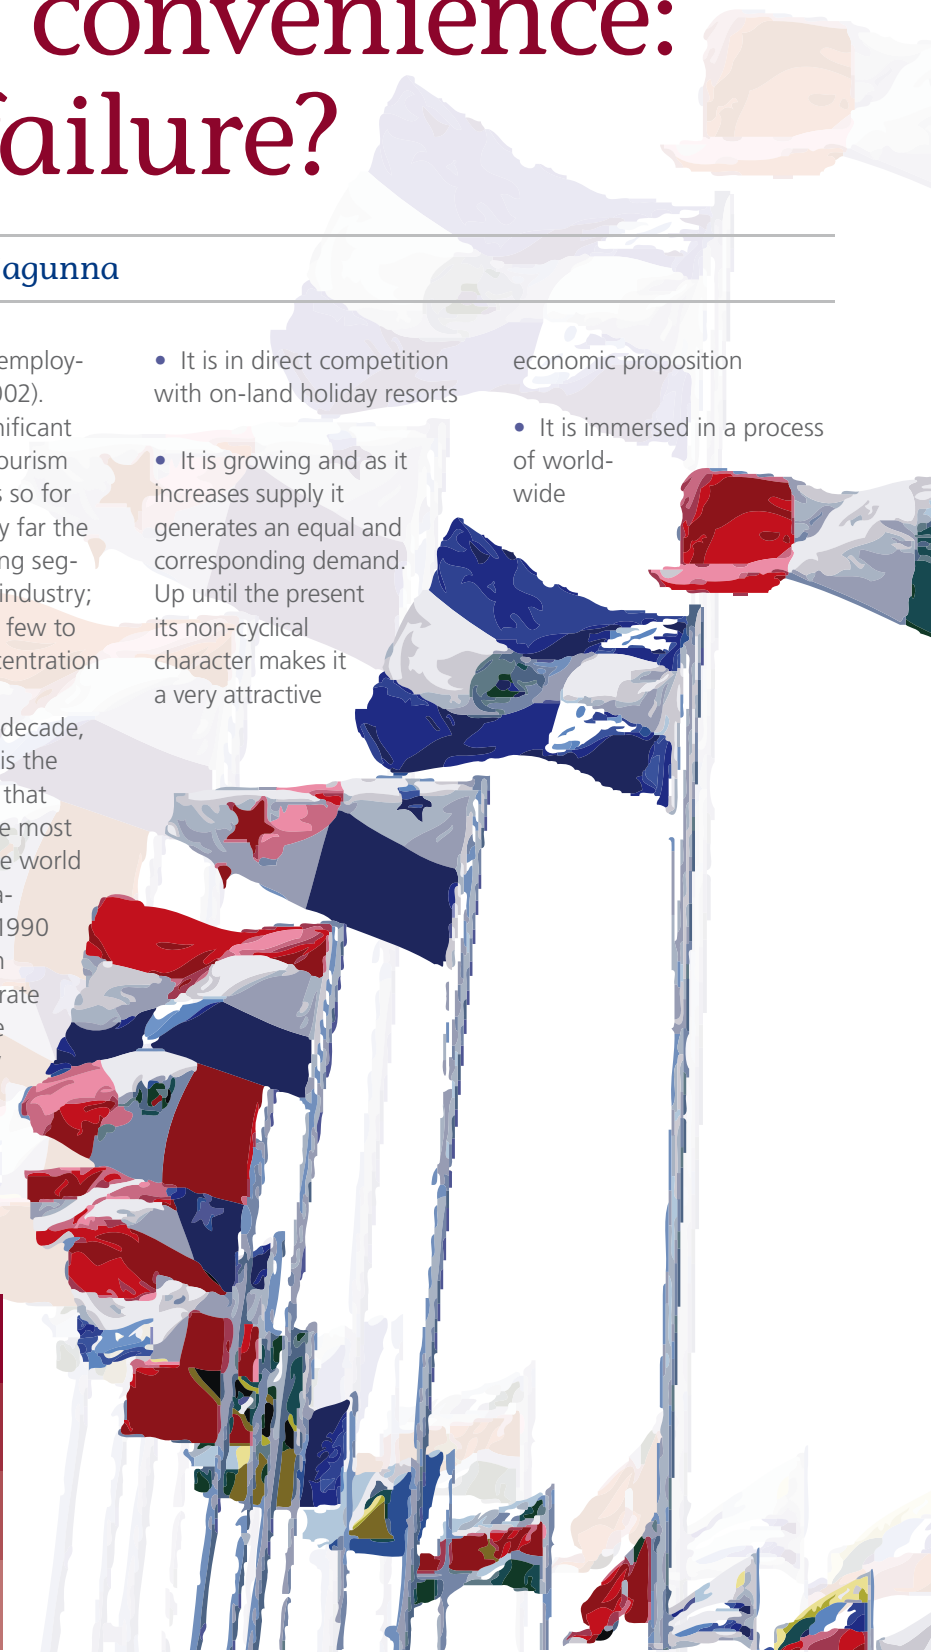 convenience:
failure?
agunna
employ-
002).
nificant
ourism
s so for
y far the
ng seg-
industry;
few to
entration
decade,
is the
that
e most
e world
a-
1990
n
rate
e
• It is in direct competition
with on-land holiday resorts
• It is growing and as it
increases supply it
generates an equal and
corresponding demand.
Up until the present
its non-cyclical
character makes it
a very attractive
economic proposition
• It is immersed in a process
of world-
wide